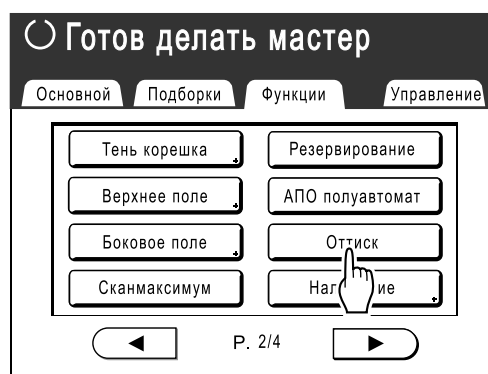 Готов делать мастер
Основной Подборки Функции Управление
Тень корешка Резервирование
Верхнее поле АПО полуавтомат
Боковое поле Оттиск
Сканмаксимум
P. 2/4